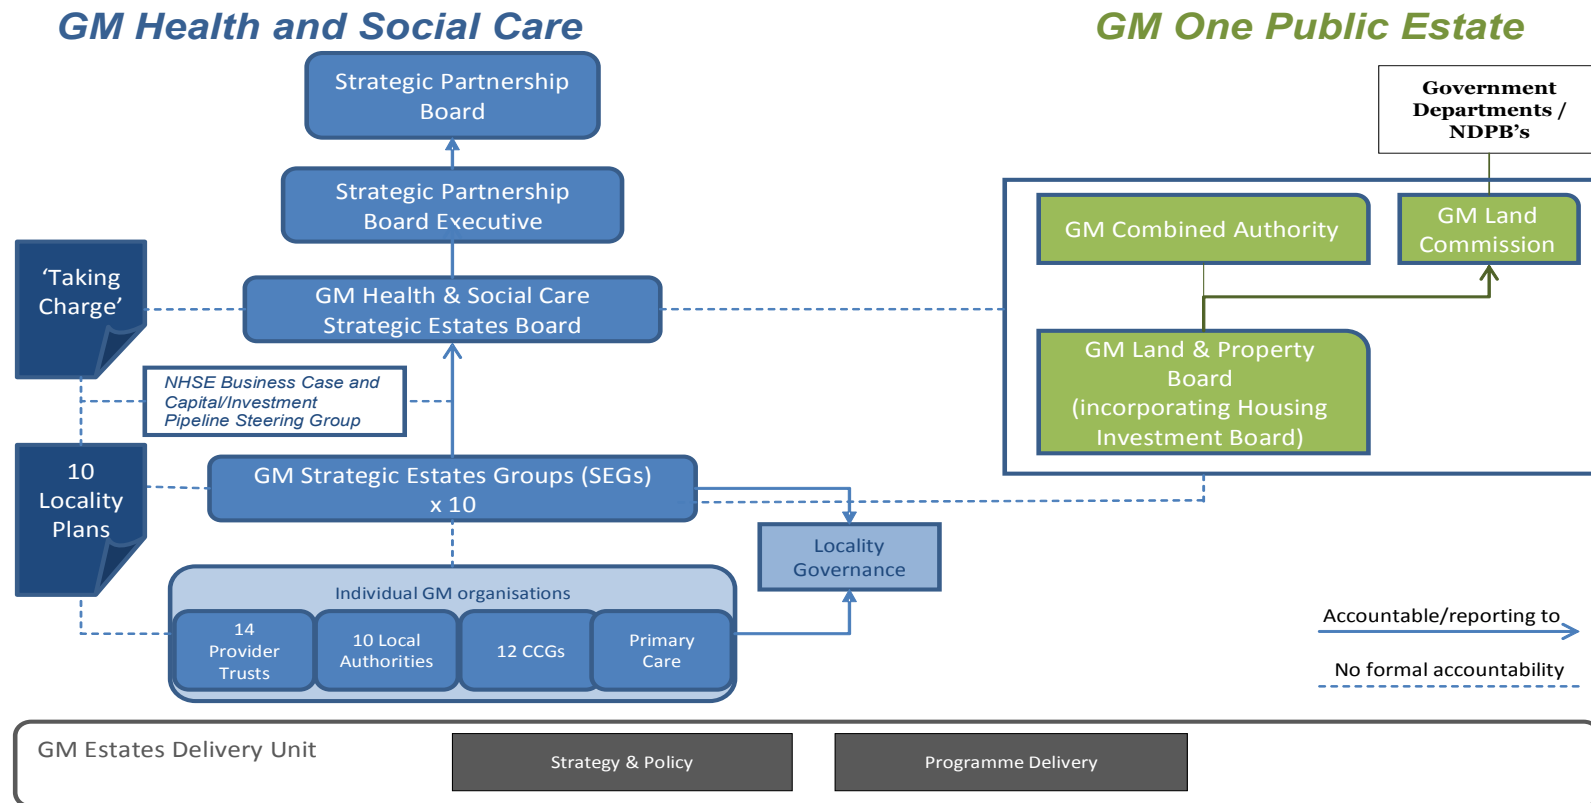 GM Health and Social Care
GM One Public Estate
Strategic Partnership
Board
Government
Departments /
NDPB’s
Strategic Partnership
Board Executive
GM Combined Authority
GM Land
Commission
‘Taking
Charge’
GM Health & Social Care
Strategic Estates Board
GM Land & Property
Board
(incorporating Housing
Investment Board)
NHSE Business Case and
Capital/Investment
Pipeline Steering Group
10
Locality
Plans
GM Strategic Estates Groups (SEGs)
x 10
Locality
Governance
Individual GM organisations
14
Provider
Trusts
10 Local
Authorities
12 CCGs
Primary
Care
Accountable/reporting to
No formal accountability
GM Estates Delivery Unit
Strategy & Policy
Programme Delivery